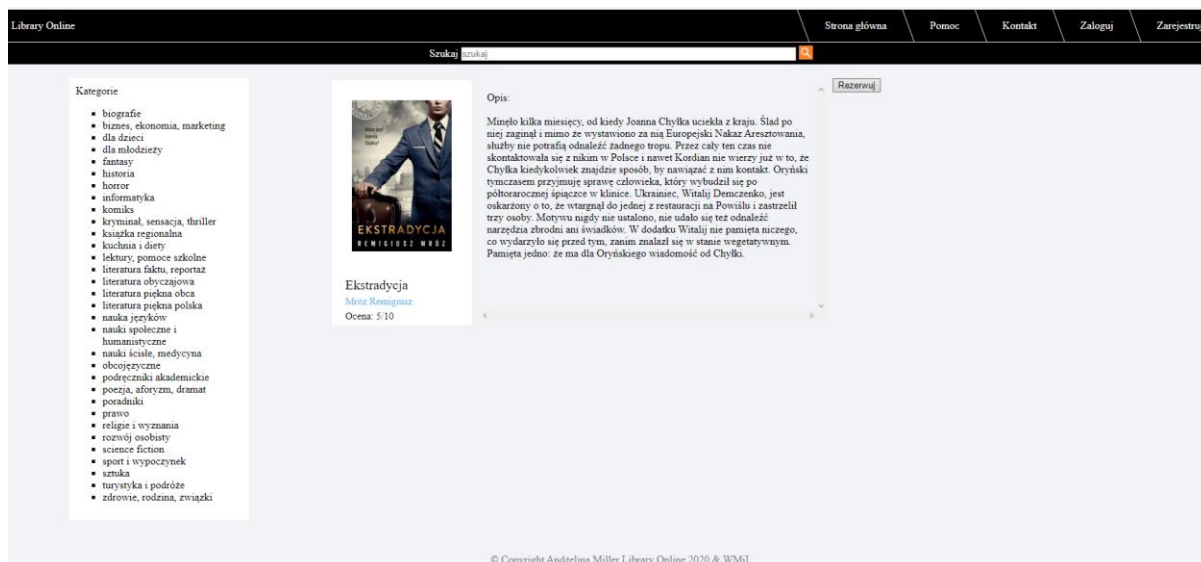 Library Online
Strona główna
Pomoc
Kontakt
Zaloguj
Zarejestruj
Szukaj szukaj
Kategorie
biografie
biznes, ekonomia, marketing
dla dzieci
dla młodzieży
fantasy
historia
horror
informatyka
komiks
kryminał, sensacja, thriller
książka regionalna
kuchnia i diety
lektury, pomoce szkolne
literatura faktu, reportaż
literatura obyczajowa
literatura piękna obca
literatura piękna polska
nauka języków
nauki społeczne i
humanistyczne
nauki ścisłe, medycyna
obcojęzyczne
podręczniki akademickie
poezja, aforyzm, dramat
poradniki
prawo
religie i wyznania
rozwój osobisty
science fiction
sport i wypoczynek
sztuka
turystyka i podróże
zdrowie, rodzina, związki
EKSTRADYCJA
REMIGIUSZ MRÓZ
Ekstradycja
Mróz Remigiusz
Ocena: 5/10
Opis:
Minęło kilka miesięcy, od kiedy Joanna Chyłka uciekła z kraju. Ślad po
niej zaginął i mimo że wystawiono za nią Europejski Nakaz Aresztowania,
służby nie potrafią odnaleźć żadnego tropu. Przez cały ten czas nie
skontaktowała się z nikim w Polsce i nawet Kordian nie wierzy już w to, że
Chyłka kiedykolwiek znajdzie sposób, by nawiązać z nim kontakt. Oryński
tymczasem przyjmuję sprawę człowieka, który wybudził się po
półtorarocznej śpiączce w klinice. Ukrainiec, Witalij Demczenko, jest
oskarżony o to, że wtargnął do jednej z restauracji na Powiślu i zastrzelił
trzy osoby. Motywu nigdy nie ustalono, nie udało się też odnaleźć
narzędzia zbrodni ani świadków. W dodatku Witalij nie pamięta niczego,
co wydarzyło się przed tym, zanim znalazł się w stanie wegetatywnym.
Pamięta jedno: że ma dla Oryńskiego wiadomość od Chyłki.
Rezerwuj
© Copyright Andżelina Miller Library Online 2020 & WMiI